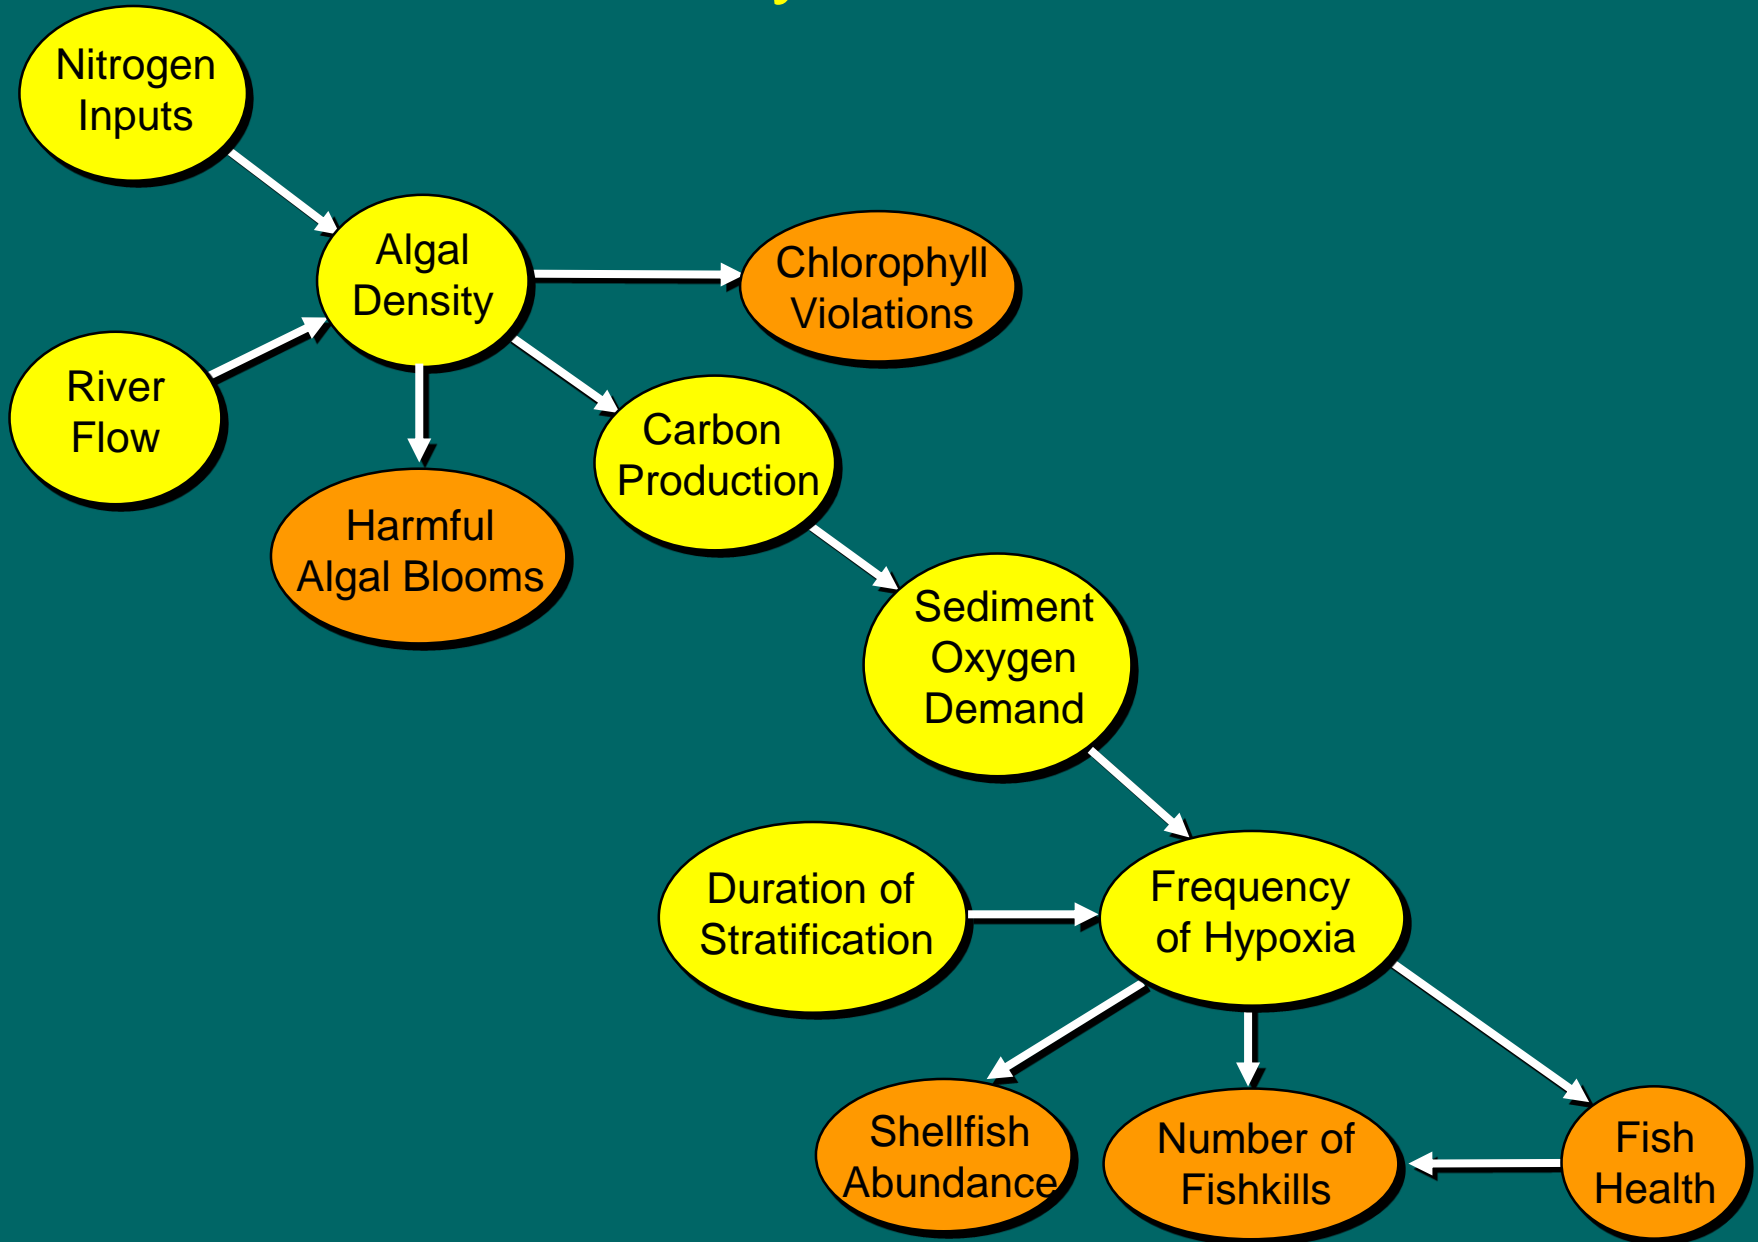 Nitrogen
Inputs
Algal
Density
Chlorophyll
Violations
River
Flow
Carbon
Production
Harmful
Algal Blooms
Sediment
Oxygen
Demand
Duration of
Stratification
Frequency
of Hypoxia
Shellfish
Abundance
Number of
Fishkills
Fish
Health